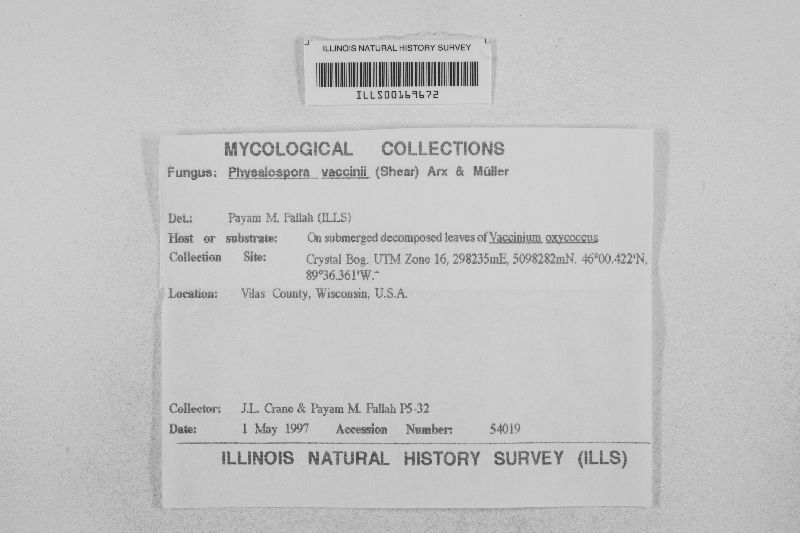 ILLINOIS NATURAL HISTORY SURVEY
ILLS00169672
MYCOLOGICAL COLLECTIONS
Fungus: Physalospora vaccinii (Shear) Arx & Müller
Det.: Payam M. Fallah (ILLS)
Host or substrate: On submerged decomposed leaves of Vaccinium oxycoccus
Collection Site: Crystal Bog. UTM Zone 16, 298235mE, 5098282mN. 46°00.422'N,
89°36.361'W.
Location: Vilas County, Wisconsin, U.S.A.
Collector: J.L. Crane & Payam M. Fallah P5-32
Date: 1 May 1997 Accession Number: 54019
ILLINOIS NATURAL HISTORY SURVEY (ILLS)